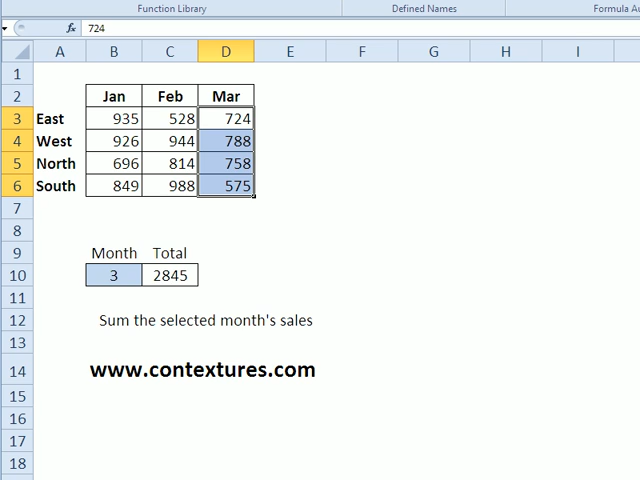 Function Library Defined Names Formula Au
fx 724
A B C D E F G H I
1
2 Jan Feb Mar
3 East 935 528 724
4 West 926 944 788
5 North 696 814 758
6 South 849 988 575
7
8
9 Month Total
10 3 2845
11
12 Sum the selected month's sales
13
14 www.contextures.com
15
16
17
18